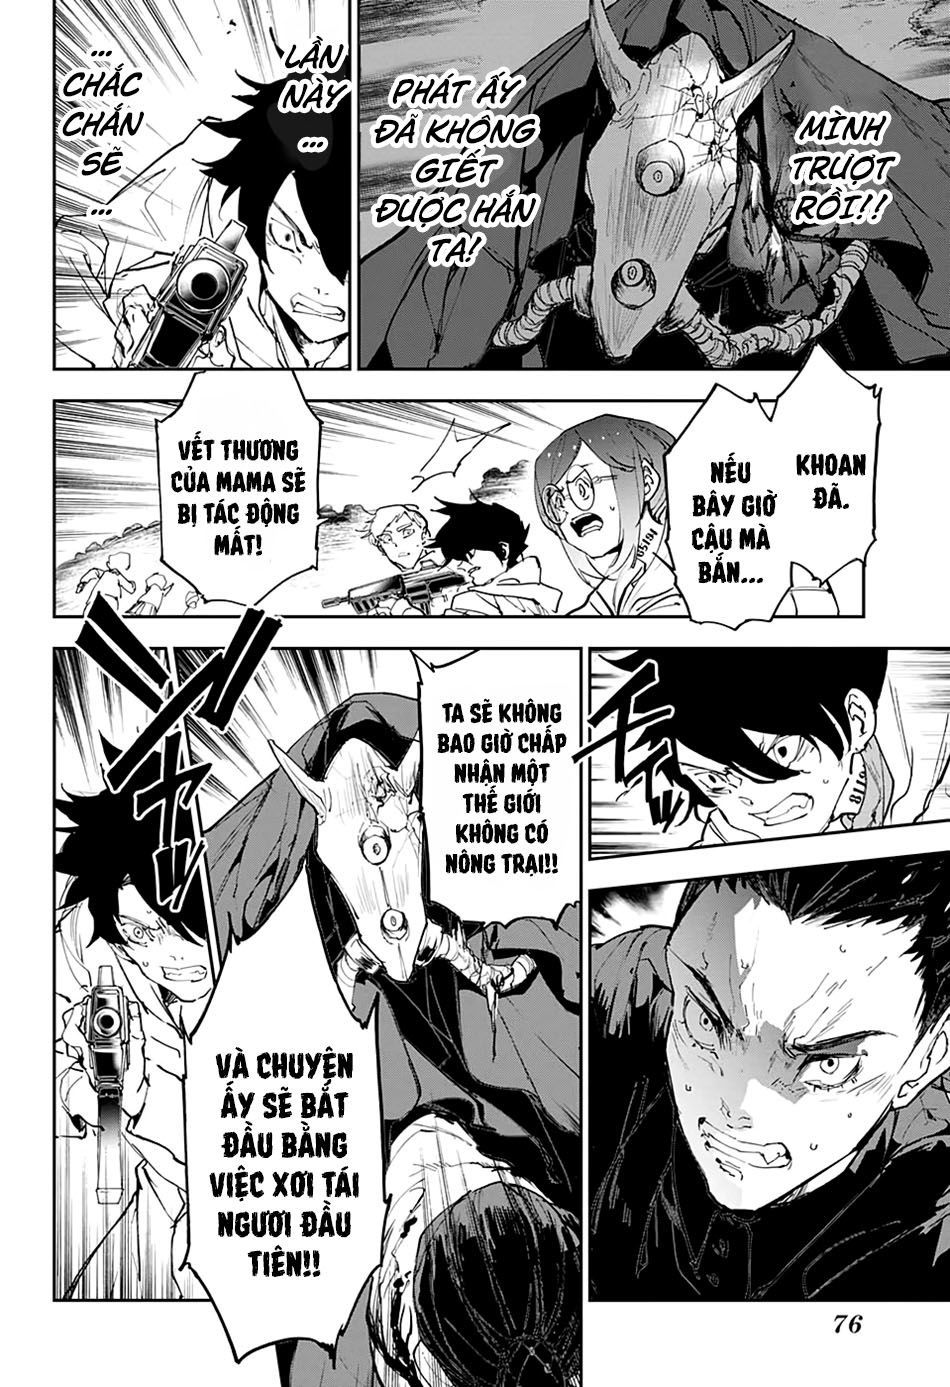 MÌNH
TRƯỢT
RỒI!!
PHÁT ẤY
ĐÃ KHÔNG
GIẾT
ĐƯỢC HẮN
TA!
LẦN
NÀY
...
...
CHẮC
CHẮN
SẼ
...
KHOAN
ĐÃ.
NẾU
BÂY GIỜ
CẬU MÀ
BẮN...
VẾT THƯƠNG
CỦA MAMA SẼ
BỊ TÁC ĐỘNG
MẤT!
65194
81194
TA SẼ KHÔNG
BAO GIỜ CHẤP
NHẬN MỘT
THẾ GIỚI
KHÔNG CÓ
NÔNG TRẠI!!
VÀ CHUYỆN
ẤY SẼ BẮT
ĐẦU BẰNG
VIỆC XƠI TÁI
NGƯƠI ĐẦU
TIÊN!!
76